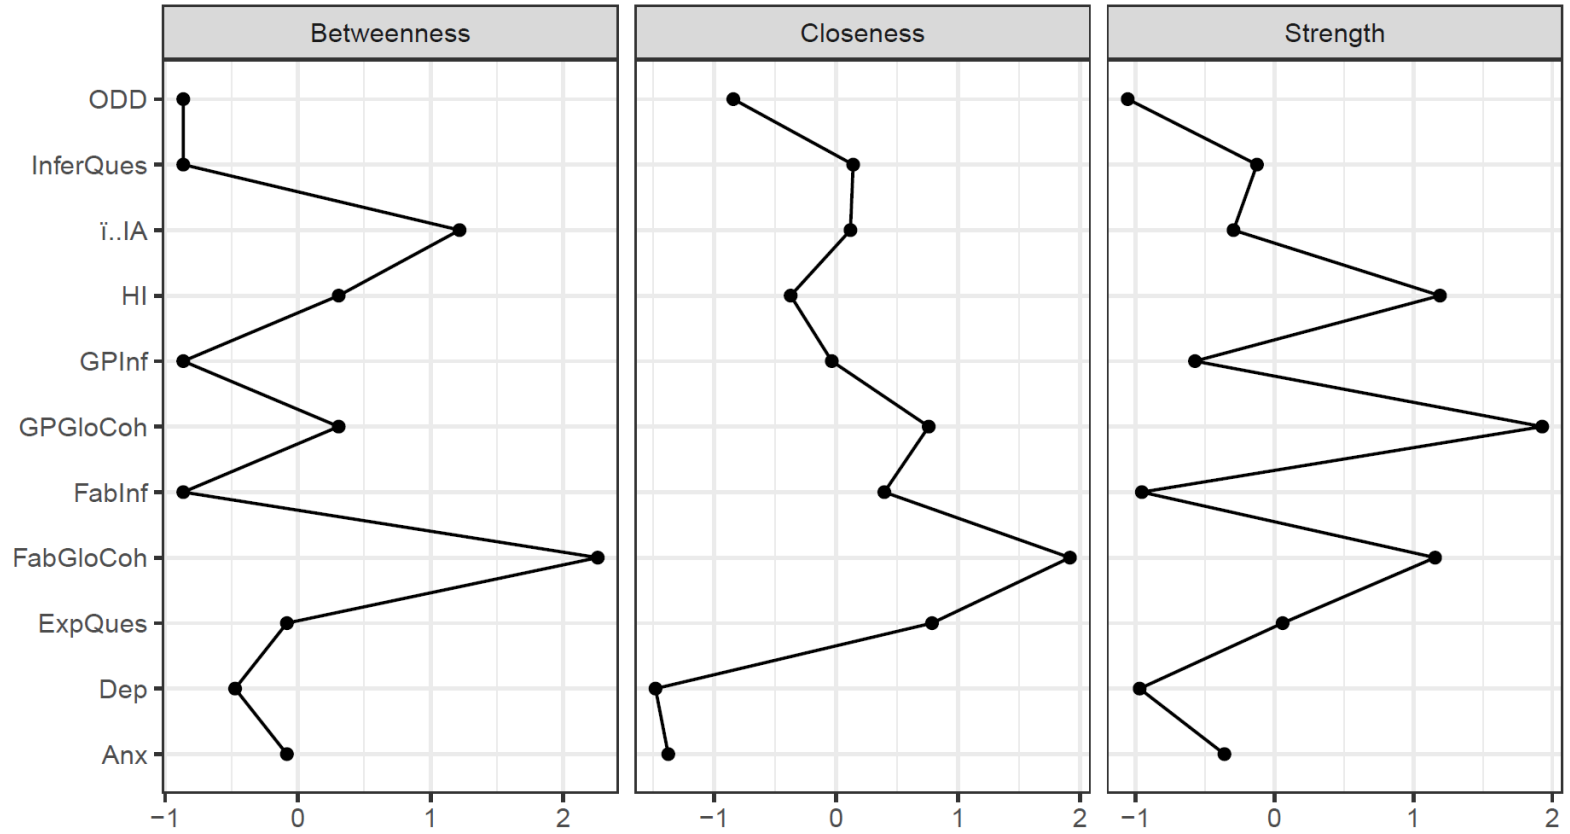 Betweenness Closeness Strength
ODD
InferQues
ï..IA
HI
GPInf
GPGloCoh
FabInf
FabGloCoh
ExpQues
Dep
Anx
−1 0 1 2 −1 0 1 2 −1 0 1 2